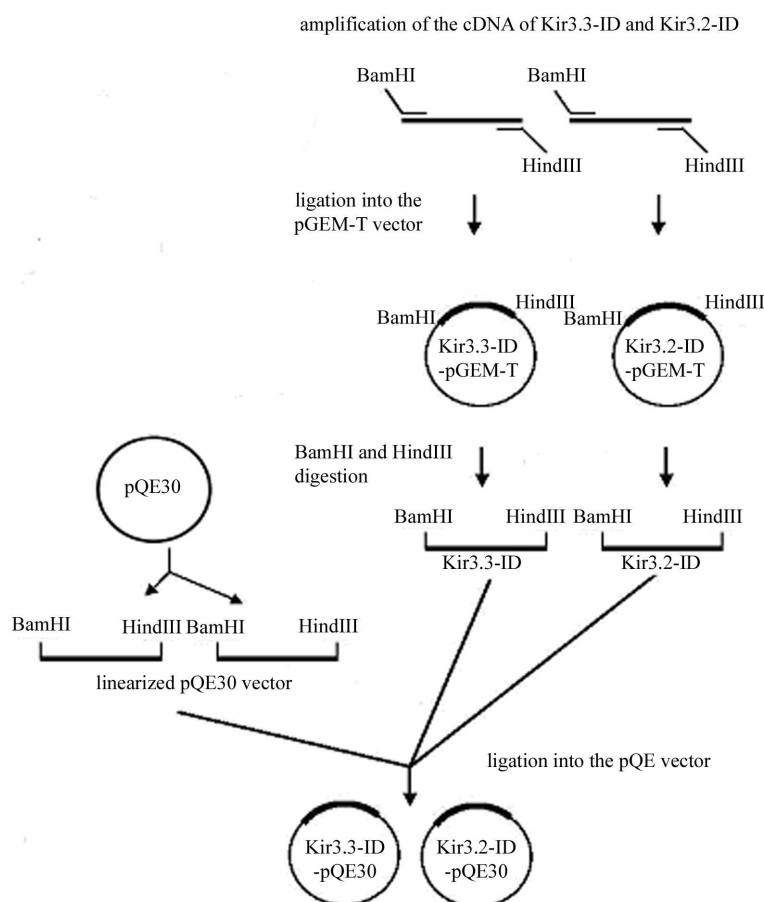 amplification of the cDNA of Kir3.3-ID and Kir3.2-ID
BamHI
BamHI
HindIII
HindIII
ligation into the
pGEM-T vector
BamHI
HindIII
BamHI
HindIII
Kir3.3-ID
-pGEM-T
Kir3.2-ID
-pGEM-T
BamHI and HindIII
digestion
pQE30
BamHI
HindIII
BamHI
HindIII
Kir3.3-ID
Kir3.2-ID
BamHI
HindIII
BamHI
HindIII
linearized pQE30 vector
ligation into the pQE vector
Kir3.3-ID
-pQE30
Kir3.2-ID
-pQE30